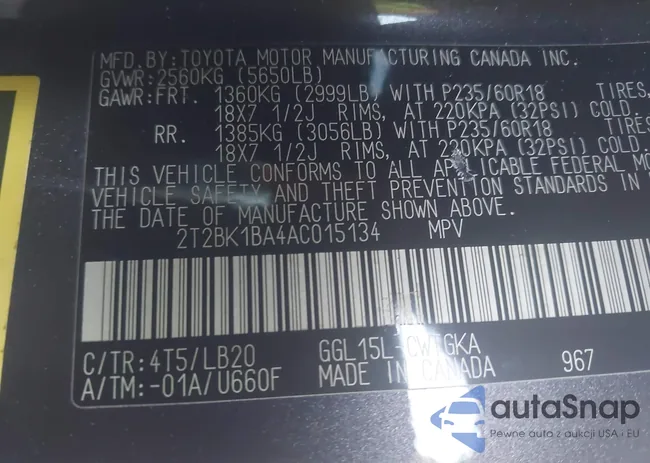 MFD.BY:TOYOTA MOTOR MANUFACTURING CANADA INC.
GVWR:2560KG (5650LB)
GAWR:FRT. 1360KG (2999LB) WITH P235/60R18 TIRES,
18X7 1/2J RIMS, AT 220KPA (32PSI) COLD.
RR. 1385KG (3056LB) WITH P235/60R18 TIRES
18X7 1/2J RIMS, AT 220KPA (32PSI) COLD.
THIS VEHICLE CONFORMS TO ALL APPLICABLE FEDERAL MO
VEHICLE SAFETY AND THEFT PREVENTION STANDARDS IN
THE DATE OF MANUFACTURE SHOWN ABOVE.
2T2BK1BA4AC015134 MPV
C/TR:4T5/LB20 GGL15L-CWTGKA
A/TM:-01A/U660F MADE IN CANADA 967
autaSnap
Pewne auto z aukcji USA i EU